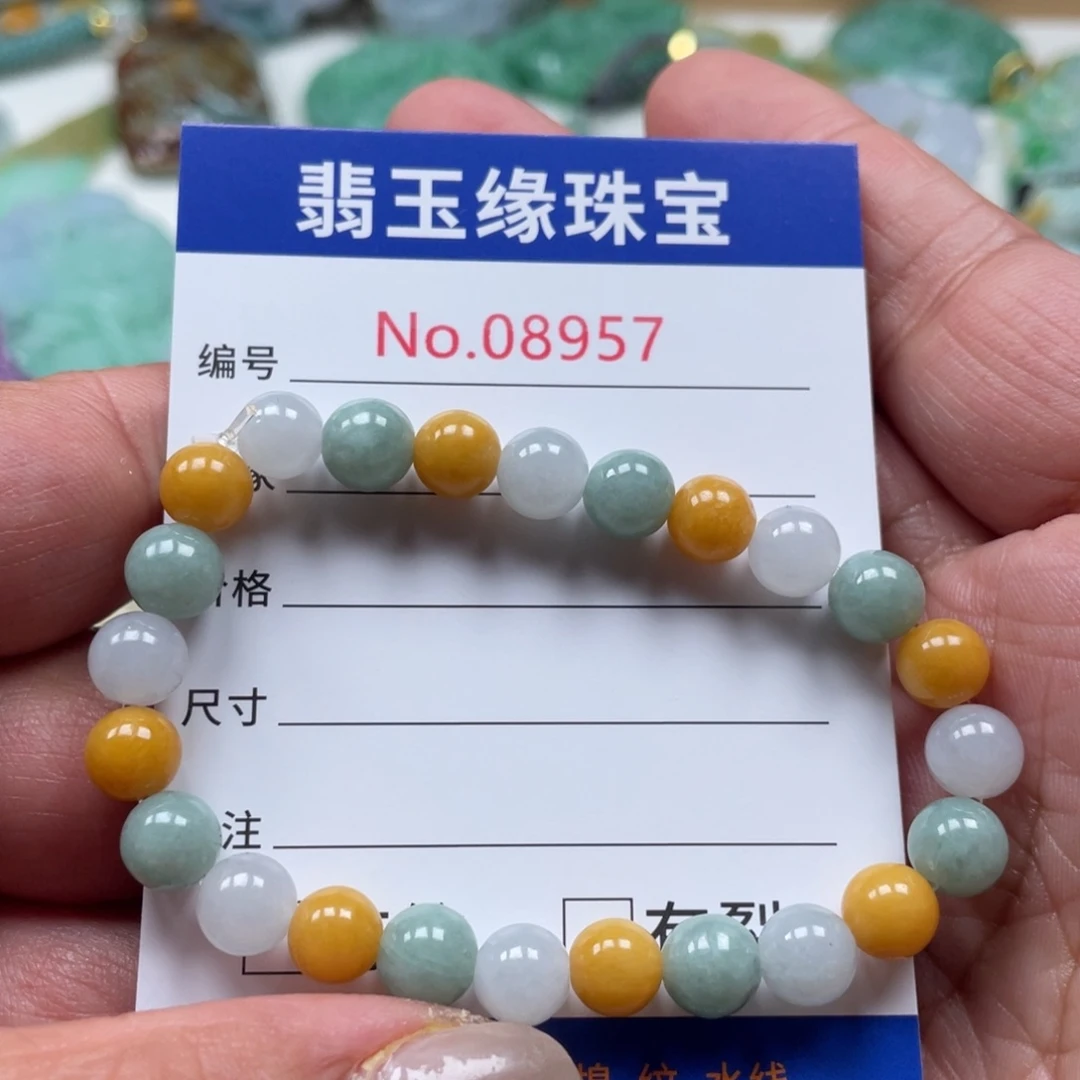 翡玉缘珠宝
编号 No.08957
格
尺寸
注
有裂
纹 水线